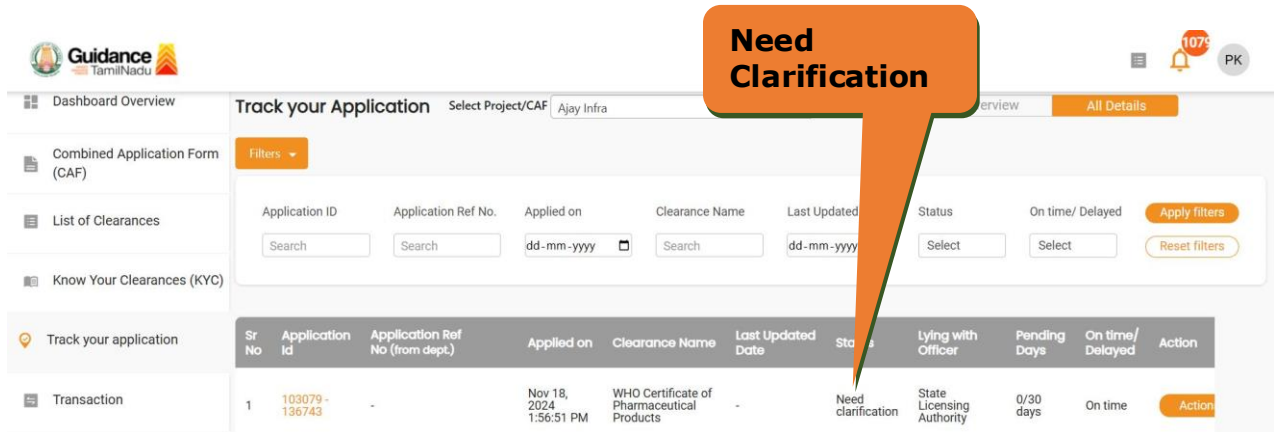 Need
Clarification
Guidance
TamilNadu
PK
Dashboard Overview
Track your Application Select Project/CAF Ajay Infra All Details
Combined Application Form
(CAF)
Filters
List of Clearances
Application ID Application Ref No. Applied on Clearance Name Last Updated Status On time/ Delayed Apply filters
Search Search dd-mm-yyyy Search dd-mm-yyyy Select Select Reset filters
Know Your Clearances (KYC)
Track your application
Sr
No
Application
Id
Application Ref
No (from dept.)
Applied on
Clearance Name
Last Updated
Date
Lying with
Officer
Pending
Days
On time/
Delayed
Action
Transaction
1
103079 -
136743
-
Nov 18,
2024
1:56:51 PM
WHO Certificate of
Pharmaceutical
Products
-
Need
clarification
State
Licensing
Authority
0/30
days
On time
Action